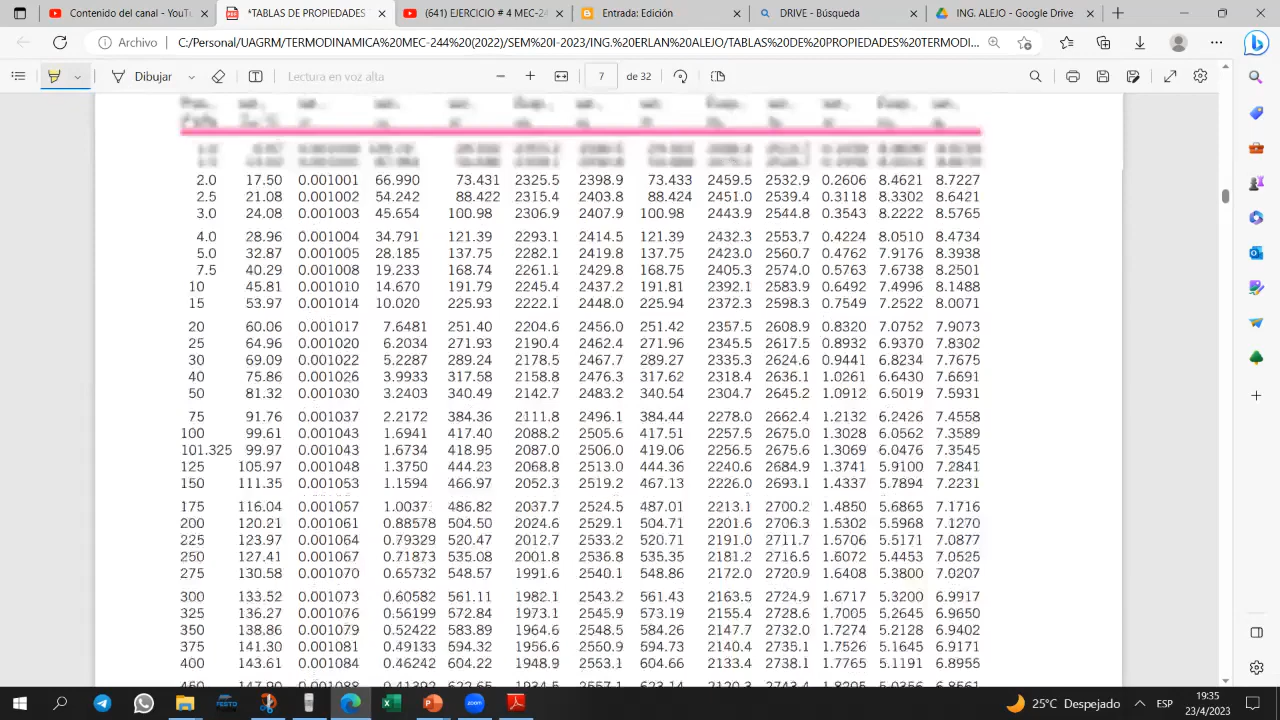 Contenido del canal - YouTu
*TABLAS DE PROPIEDADES
(641) EJERCICIO # 4 MEC-24
Entrada: Edición
DRIVE - Búsqueda
ING. ALEJO - Google Drive
Archivo
C:/Personal/UAGRM/TERMODINAMICA%20MEC-244%20(2022)/SEM%20I-2023/ING.%20ERLAN%20ALEJO/TABLAS%20DE%20PROPIEDADES%20TERMODI...
Dibujar
Lectura en voz alta
7
de 32
2.0 17.50 0.001001 66.990 73.431 2325.5 2398.9 73.433 2459.5 2532.9 0.2606 8.4621 8.7227
2.5 21.08 0.001002 54.242 88.422 2315.4 2403.8 88.424 2451.0 2539.4 0.3118 8.3302 8.6421
3.0 24.08 0.001003 45.654 100.98 2306.9 2407.9 100.98 2443.9 2544.8 0.3543 8.2222 8.5765
4.0 28.96 0.001004 34.791 121.39 2293.1 2414.5 121.39 2432.3 2553.7 0.4224 8.0510 8.4734
5.0 32.87 0.001005 28.185 137.75 2282.1 2419.8 137.75 2423.0 2560.7 0.4762 7.9176 8.3938
7.5 40.29 0.001008 19.233 168.74 2261.1 2429.8 168.75 2405.3 2574.0 0.5763 7.6738 8.2501
10 45.81 0.001010 14.670 191.79 2245.4 2437.2 191.81 2392.1 2583.9 0.6492 7.4996 8.1488
15 53.97 0.001014 10.020 225.93 2222.1 2448.0 225.94 2372.3 2598.3 0.7549 7.2522 8.0071
20 60.06 0.001017 7.6481 251.40 2204.6 2456.0 251.42 2357.5 2608.9 0.8320 7.0752 7.9073
25 64.96 0.001020 6.2034 271.93 2190.4 2462.4 271.96 2345.5 2617.5 0.8932 6.9370 7.8302
30 69.09 0.001022 5.2287 289.24 2178.5 2467.7 289.27 2335.3 2624.6 0.9441 6.8234 7.7675
40 75.86 0.001026 3.9933 317.58 2158.8 2476.3 317.62 2318.4 2636.1 1.0261 6.6430 7.6691
50 81.32 0.001030 3.2403 340.49 2142.7 2483.2 340.54 2304.7 2645.2 1.0912 6.5019 7.5931
75 91.76 0.001037 2.2172 384.36 2111.8 2496.1 384.44 2278.0 2662.4 1.2132 6.2426 7.4558
100 99.61 0.001043 1.6941 417.40 2088.2 2505.6 417.51 2257.5 2675.0 1.3028 6.0562 7.3589
101.325 99.97 0.001043 1.6734 418.95 2087.0 2506.0 419.06 2256.5 2675.6 1.3069 6.0476 7.3545
125 105.97 0.001048 1.3750 444.23 2068.8 2513.0 444.36 2240.6 2684.9 1.3741 5.9100 7.2841
150 111.35 0.001053 1.1594 466.97 2052.3 2519.2 467.13 2226.0 2693.1 1.4337 5.7894 7.2231
175 116.04 0.001057 1.0037 486.82 2037.7 2524.5 487.01 2213.1 2700.2 1.4850 5.6865 7.1716
200 120.21 0.001061 0.88578 504.50 2024.6 2529.1 504.71 2201.6 2706.3 1.5302 5.5968 7.1270
225 123.97 0.001064 0.79329 520.47 2012.7 2533.2 520.71 2191.0 2711.7 1.5706 5.5171 7.0877
250 127.41 0.001067 0.71873 535.08 2001.8 2536.8 535.35 2181.2 2716.5 1.6072 5.4453 7.0525
275 130.58 0.001070 0.65732 548.57 1991.6 2540.1 548.86 2172.0 2720.9 1.6408 5.3800 7.0207
300 133.52 0.001073 0.60582 561.11 1982.1 2543.2 561.43 2163.5 2724.9 1.6717 5.3200 6.9917
325 136.27 0.001076 0.56199 572.84 1973.1 2545.9 573.19 2155.4 2728.6 1.7005 5.2645 6.9650
350 138.86 0.001079 0.52422 583.89 1964.6 2548.5 584.26 2147.7 2732.0 1.7274 5.2128 6.9402
375 141.30 0.001081 0.49133 594.32 1956.6 2550.9 594.73 2140.4 2735.1 1.7526 5.1645 6.9171
400 143.61 0.001084 0.46242 604.22 1948.9 2553.1 604.66 2133.4 2738.1 1.7765 5.1191 6.8955
FESTO
zoom
25°C Despejado
ESP
19:35
23/4/2023